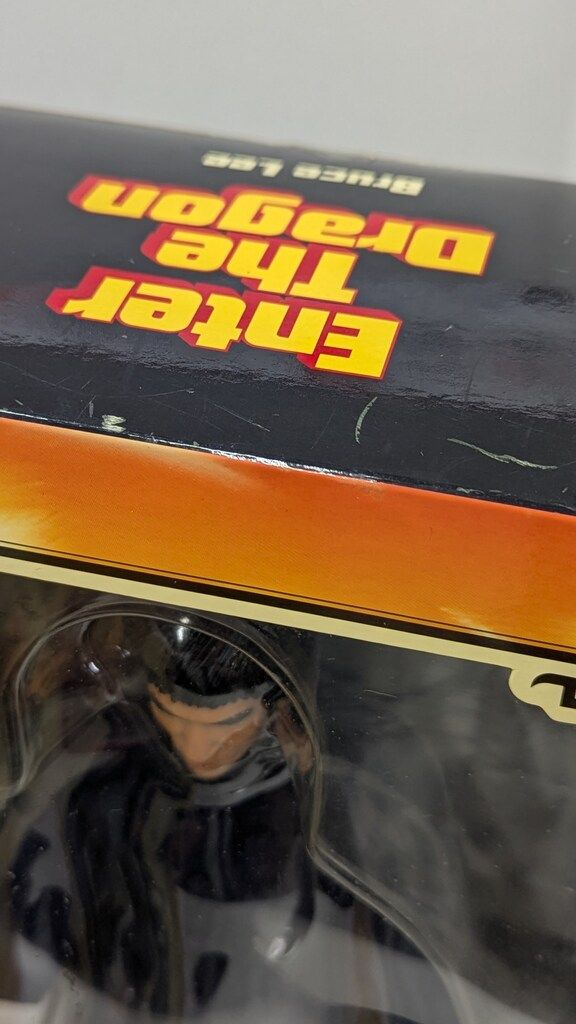 Enter
The
Dragon
Bruce Lee